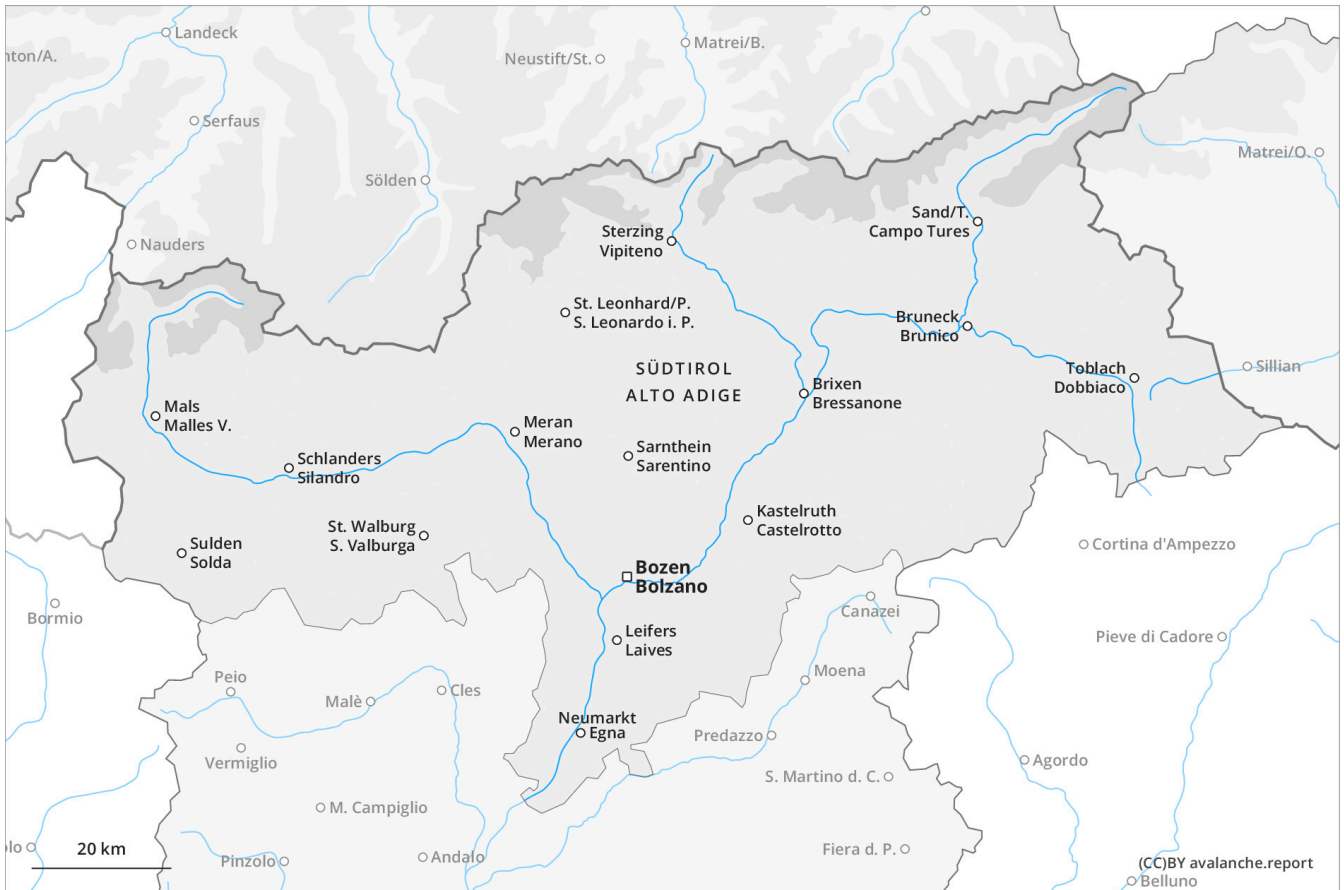 Landeck
Matrei/B.
nton/A.
Neustift/St.
Serfaus
Matrei/O.
Sölden
Sand/T.
Campo Tures
Sterzing
Vipiteno
Nauders
St. Leonhard/P.
S. Leonardo i. P.
Bruneck
Brunico
SÜDTIROL
ALTO ADIGE
Toblach
Dobbiaco
Sillian
Brixen
Bressanone
Mals
Malles V.
Meran
Merano
Sarnthein
Sarentino
Schlanders
Silandro
Kastelruth
Castelrotto
St. Walburg
S. Valburga
Sulden
Solda
Cortina d'Ampezzo
Bozen
Bolzano
Bormio
Canazei
Leifers
Laives
Pieve di Cadore
Peio
Moena
Malè
Cles
Neumarkt
Egna
Predazzo
Vermiglio
Agordo
S. Martino d. C.
M. Campiglio
lo
20 km
Pinzolo
Andalo
Fiera d. P.
(CC)BY avalanche.report
Belluno